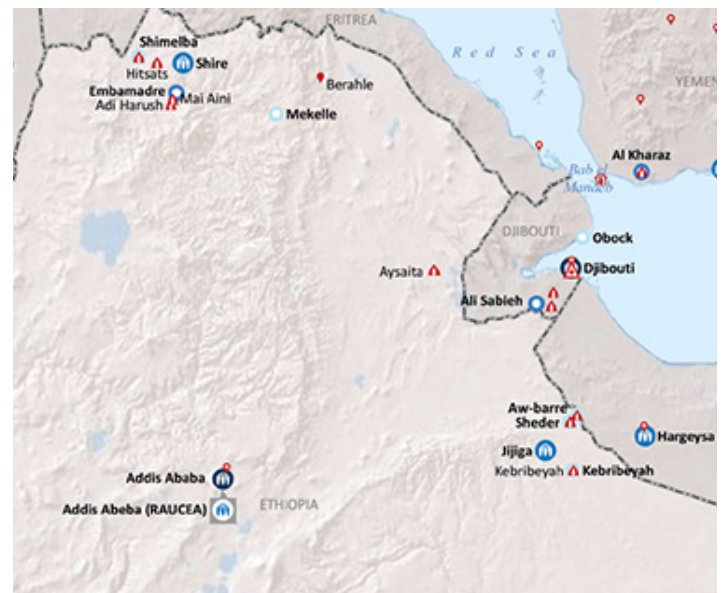 ERITREA
Red Sea
YEMEN
Shimelba
Hitsats
Shire
Embamadre
Mai Aini
Adi Harush
Berahle
Mekelle
Al Kharaz
Bab el
Mandeb
DJIBOUTI
Obock
Aysaita
Djibouti
Ali Sabieh
Aw-barre
Sheder
Hargeysa
Jijiga
Kebribeyah
Kebribeyah
Addis Ababa
Addis Abeba (RAUCEA)
ETHIOPIA